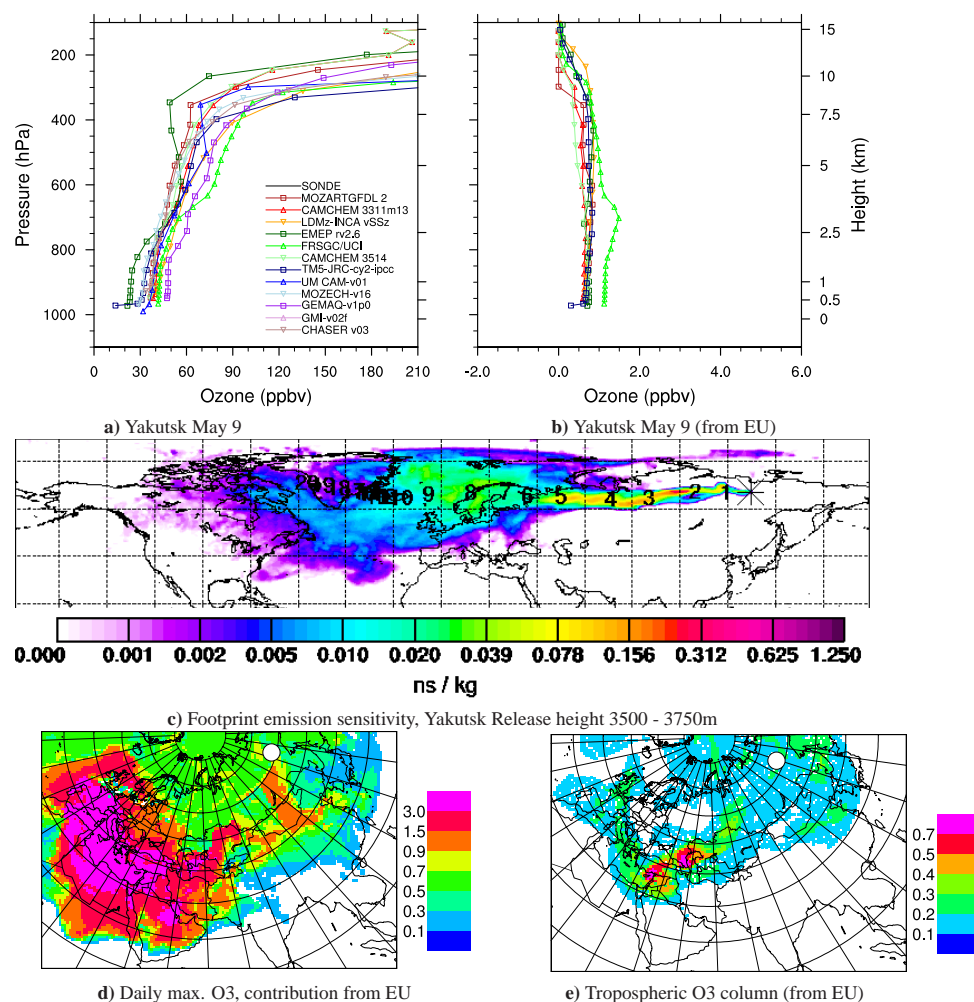 200
400
600
800
1000
Pressure (hPa)
SONDE
MOZARTGFDL 2
CAMCHEM 3311m13
LDMz-INCA vSSz
EMEP rv2.6
FRSGC/UCI
CAMCHEM 3514
TM5-JRC-cy2-ipcc
UM CAM-v01
MOZECH-v16
GEMAQ-v1p0
GMI-v02f
CHASER v03
0 30 60 90 120 150 180 210
Ozone (ppbv)
15
10
7.5
5
2.5
1
0.5
0
Height (km)
-2.0 0.0 2.0 4.0 6.0
Ozone (ppbv)
a) Yakutsk May 9
b) Yakutsk May 9 (from EU)
10 9 8 7 6 5 4 3 2 1
0.000 0.001 0.002 0.005 0.010 0.020 0.039 0.078 0.156 0.312 0.625 1.250
ns / kg
c) Footprint emission sensitivity, Yakutsk Release height 3500 - 3750m
3.0
1.5
0.9
0.7
0.5
0.3
0.1
0.7
0.5
0.4
0.3
0.2
0.1
d) Daily max. O3, contribution from EU
e) Tropospheric O3 column (from EU)